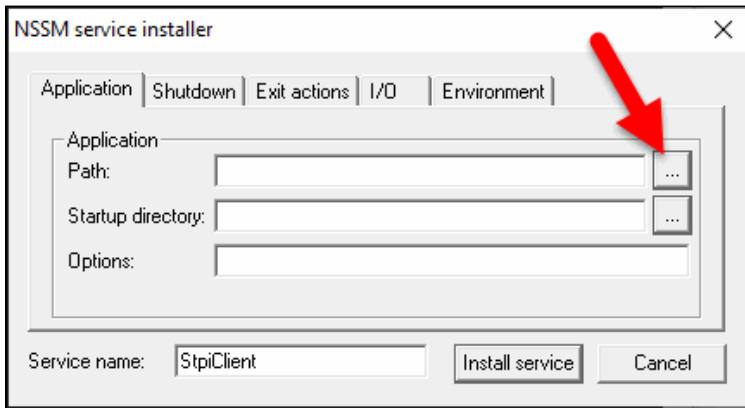 NSSM service installer
Application Shutdown Exit actions I/O Environment
Application
Path: ...
Startup directory: ...
Options:
Service name: StpiClient Install service Cancel